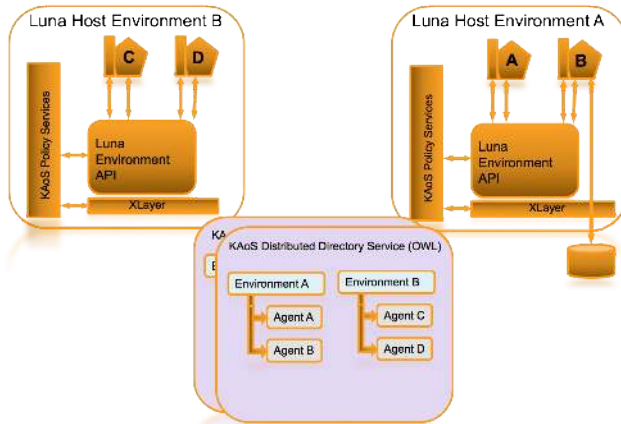 Luna Host Environment B
C
D
KAoS Policy Services
Luna
Environment
API
XLayer
Luna Host Environment A
A
B
KAoS Policy Services
Luna
Environment
API
XLayer
KA
E
KAoS Distributed Directory Service (OWL)
Environment A
Agent A
Agent B
Environment B
Agent C
Agent D